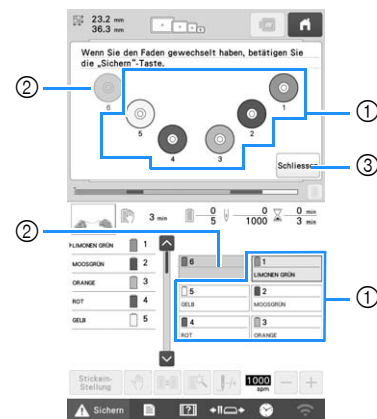 23.2 mm
36.3 mm
Wenn Sie den Faden gewechselt haben, betätigen Sie
die „Sichern"-Taste.
②
6
1
①
5
2
4
3
Schliessen
③
3 min
0
5
0
1000
0 min
3 min
②
LIMONEN GRÜN 1
MOOSGRÜN 2
ORANGE 3
ROT 4
GELB 5
6
1
LIMONEN GRÜN
5
GELB
2
MOOSGRÜN
①
4
ROT
3
ORANGE
Stickein-
Stellung
1000
spm
Sichern